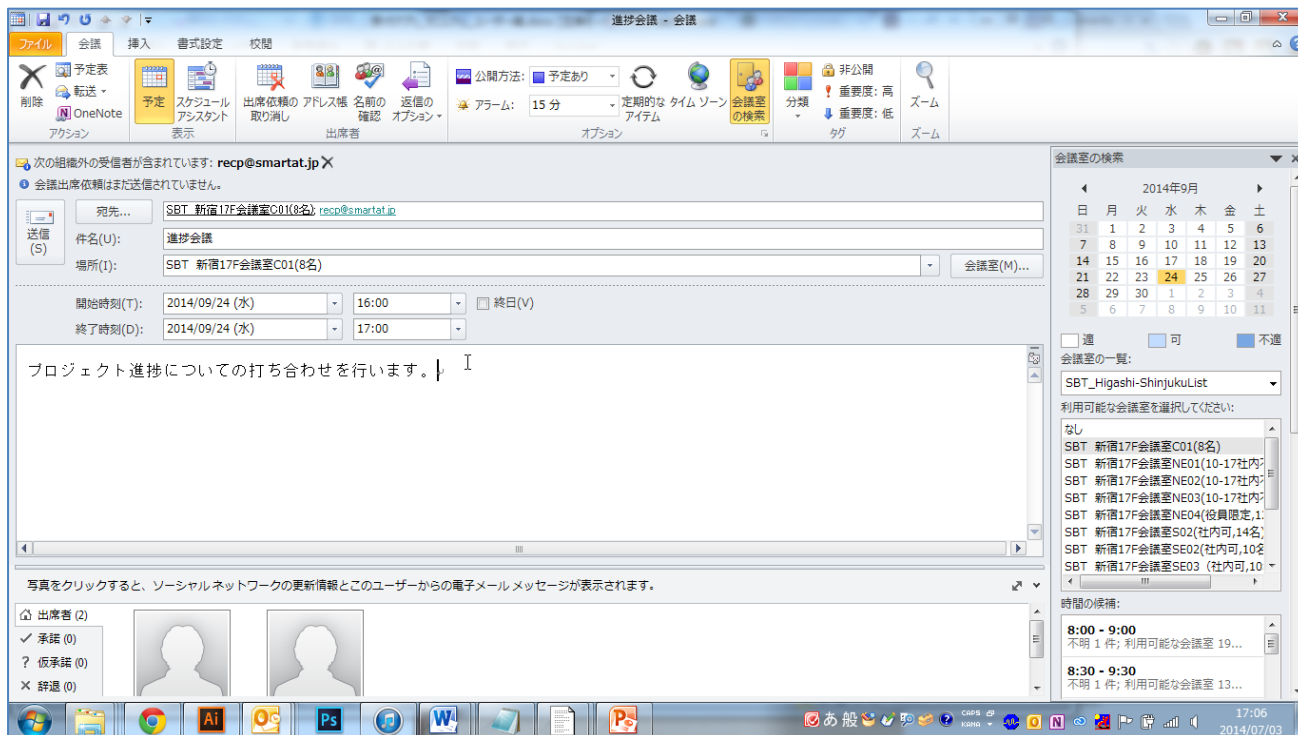 進捗会議 - 会議
ファイル 会議 挿入 書式設定 校閲
削除
予定表
転送
OneNote
アクション
予定
スケジュール アシスタント
表示
出席依頼の 取り消し
アドレス帳
名前の 確認
返信の オプション
出席者
公開方法: 予定あり
アラーム: 15 分
定期的な アイテム
タイム ゾーン
会議室 の検索
オプション
分類
非公開
重要度: 高
重要度: 低
タグ
ズーム
ズーム
次の組織外の受信者が含まれています: recp@smartat.jp
会議出席依頼はまだ送信されていません。
送信 (S)
宛先... SBT 新宿17F会議室C01(8名); recp@smartat.jp
件名(U): 進捗会議
場所(I): SBT 新宿17F会議室C01(8名) 会議室(M)...
開始時刻(T): 2014/09/24 (水) 16:00 終日(V)
終了時刻(D): 2014/09/24 (水) 17:00
プロジェクト進捗についての打ち合わせを行います。
写真をクリックすると、ソーシャル ネットワークの更新情報とこのユーザーからの電子メール メッセージが表示されます。
出席者 (2)
承諾 (0)
仮承諾 (0)
辞退 (0)
会議室の検索
2014年9月
日 月 火 水 木 金 土
31 1 2 3 4 5 6
7 8 9 10 11 12 13
14 15 16 17 18 19 20
21 22 23 24 25 26 27
28 29 30 1 2 3 4
5 6 7 8 9 10 11
適 可 不適
会議室の一覧:
SBT_Higashi-ShinjukuList
利用可能な会議室を選択してください:
なし
SBT 新宿17F会議室C01(8名)
SBT 新宿17F会議室NE01(10-17社内
SBT 新宿17F会議室NE02(10-17社内
SBT 新宿17F会議室NE03(10-17社内
SBT 新宿17F会議室NE04(役員限定,1
SBT 新宿17F会議室S02(社内可,14名)
SBT 新宿17F会議室SE02(社内可,10名
SBT 新宿17F会議室SE03 (社内可,10
時間の候補:
8:00 - 9:00
不明 1 件; 利用可能な会議室 19...
8:30 - 9:30
不明 1 件; 利用可能な会議室 13...
Ai Ps W P
あ 般 CAPS KANA
17:06
2014/07/03